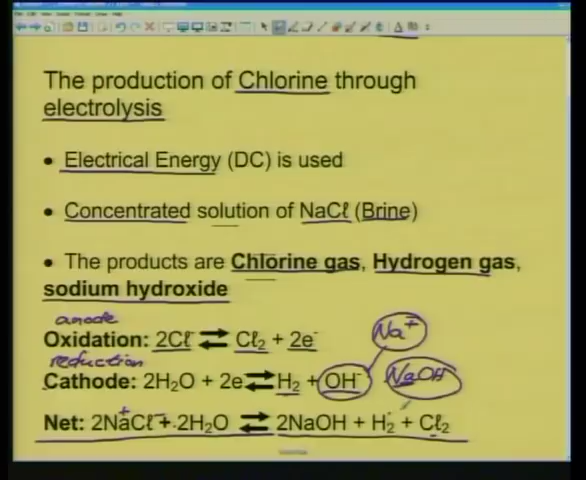 The production of Chlorine through
electrolysis
• Electrical Energy (DC) is used
• Concentrated solution of NaCl (Brine)
• The products are Chlorine gas, Hydrogen gas,
sodium hydroxide
anode
Oxidation: 2Cl⁻ ⇄ Cl₂ + 2e⁻ Na⁺
reduction
Cathode: 2H₂O + 2e ⇄ H₂ + OH⁻ NaOH
Net: 2Na⁺Cl⁻ + 2H₂O ⇄ 2NaOH + H₂ + Cl₂